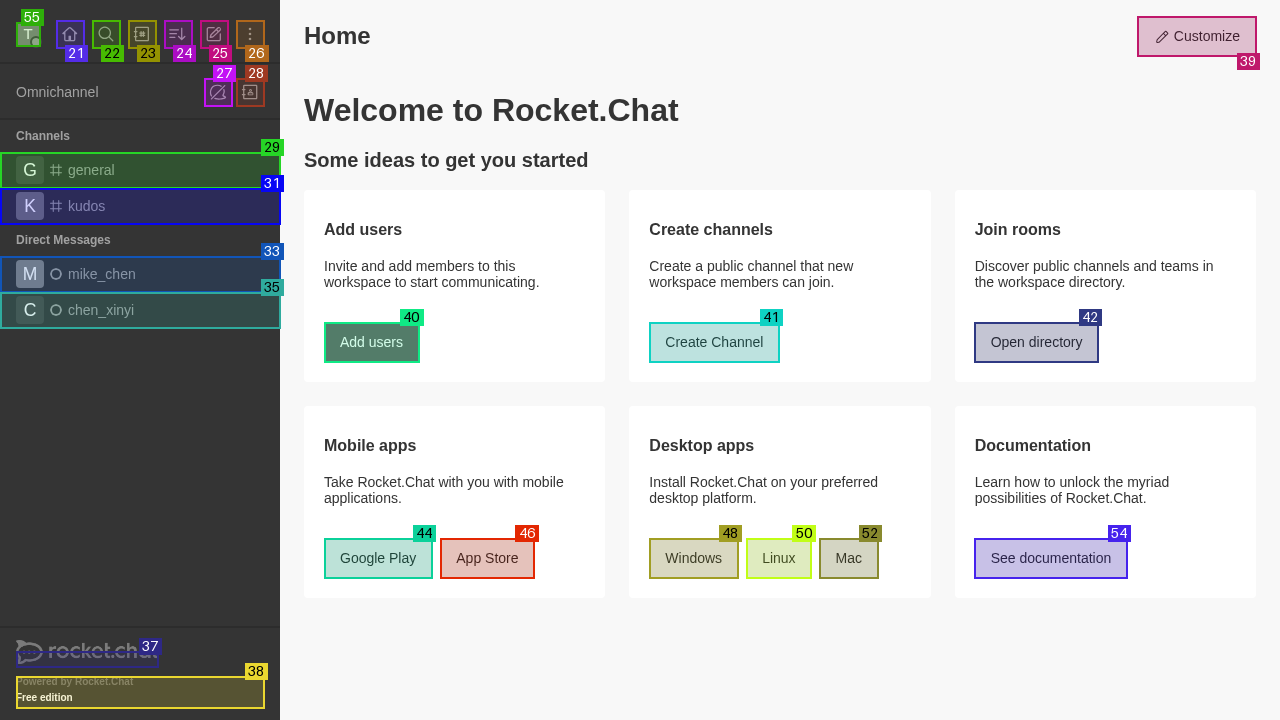 55
T
21
22
23
24
25
26
Omnichannel
27
28
Channels
29
G general
31
K kudos
Direct Messages
33
M mike_chen
35
C chen_xinyi
37
rocket.chat
38
Powered by Rocket.Chat
Free edition
Home
Customize
39
Welcome to Rocket.Chat
Some ideas to get you started
Add users
Invite and add members to this
workspace to start communicating.
40
Add users
Create channels
Create a public channel that new
workspace members can join.
41
Create Channel
Join rooms
Discover public channels and teams in
the workspace directory.
42
Open directory
Mobile apps
Take Rocket.Chat with you with mobile
applications.
44
Google Play
46
App Store
Desktop apps
Install Rocket.Chat on your preferred
desktop platform.
48
Windows
50
Linux
52
Mac
Documentation
Learn how to unlock the myriad
possibilities of Rocket.Chat.
54
See documentation